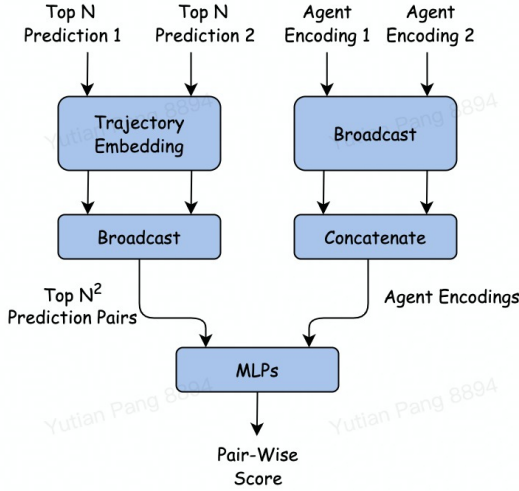 Top N
Prediction 1
Top N
Prediction 2
Agent
Encoding 1
Agent
Encoding 2
Trajectory
Embedding
Broadcast
Broadcast
Concatenate
Top N²
Prediction Pairs
Agent Encodings
MLPs
Pair-Wise
Score
Yutian Pang 8894
Yutian Pang 8894
Yutian Pang 8894
Yutian Pang 8894